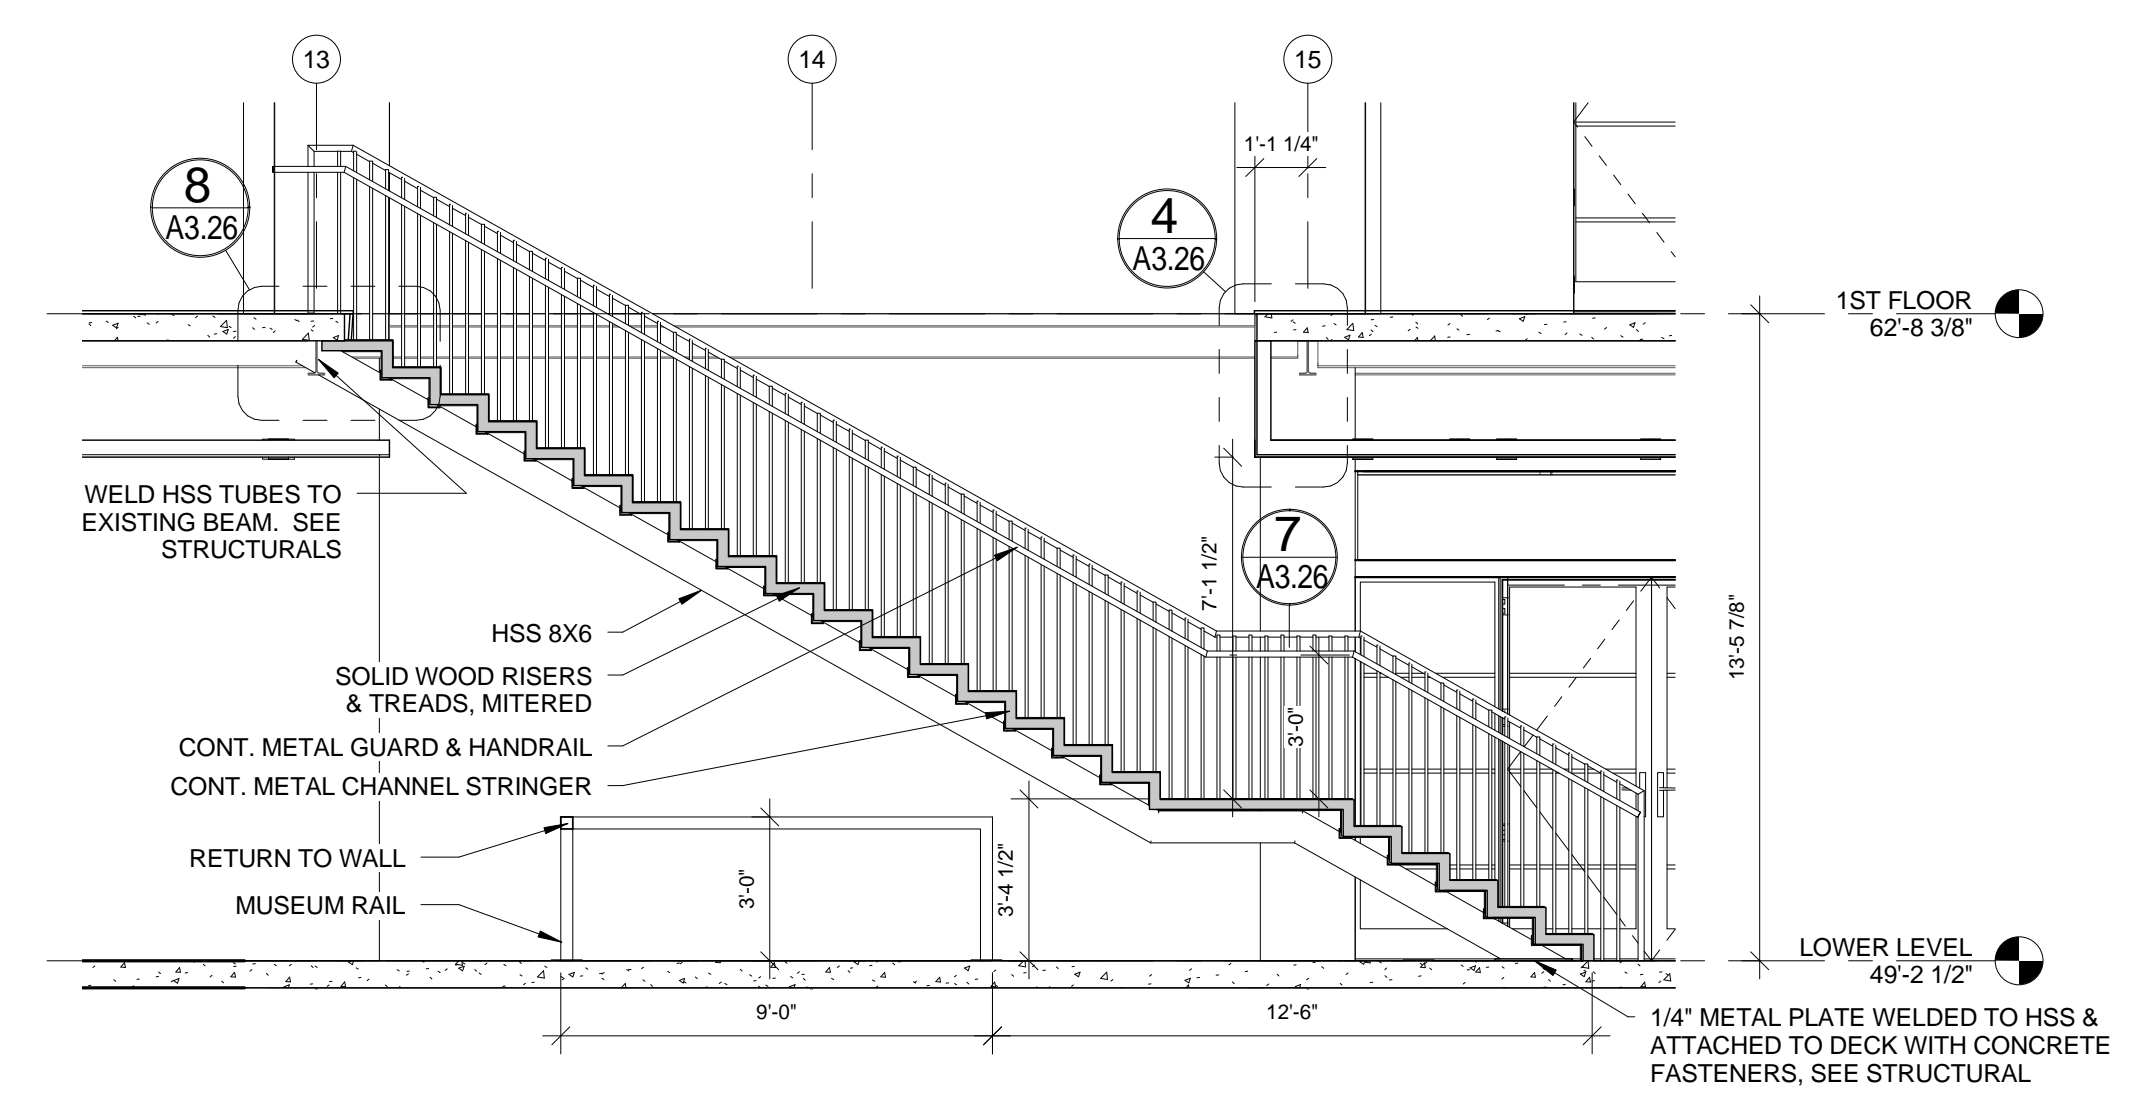 13
14
15
1'-1 1/4"
8
A3.26
4
A3.26
1ST FLOOR
62'-8 3/8"
WELD HSS TUBES TO
EXISTING BEAM. SEE
STRUCTURALS
7
A3.26
7'-1 1/2"
HSS 8X6
SOLID WOOD RISERS
& TREADS, MITERED
CONT. METAL GUARD & HANDRAIL
CONT. METAL CHANNEL STRINGER
3'-0"
13'-5 7/8"
RETURN TO WALL
MUSEUM RAIL
3'-0"
3'-4 1/2"
LOWER LEVEL
49'-2 1/2"
9'-0"
12'-6"
1/4" METAL PLATE WELDED TO HSS &
ATTACHED TO DECK WITH CONCRETE
FASTENERS, SEE STRUCTURAL